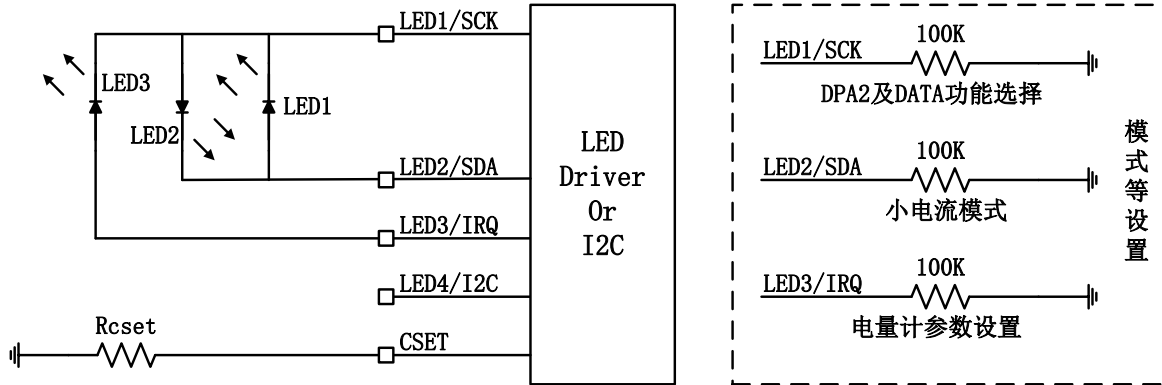 LED1/SCK
LED3
LED2
LED1
LED2/SDA
LED3/IRQ
LED4/I2C
Rcset
CSET
LED
Driver
Or
I2C
LED1/SCK
100K
DPA2及DATA功能选择
LED2/SDA
100K
小电流模式
LED3/IRQ
100K
电量计参数设置
模式等设置